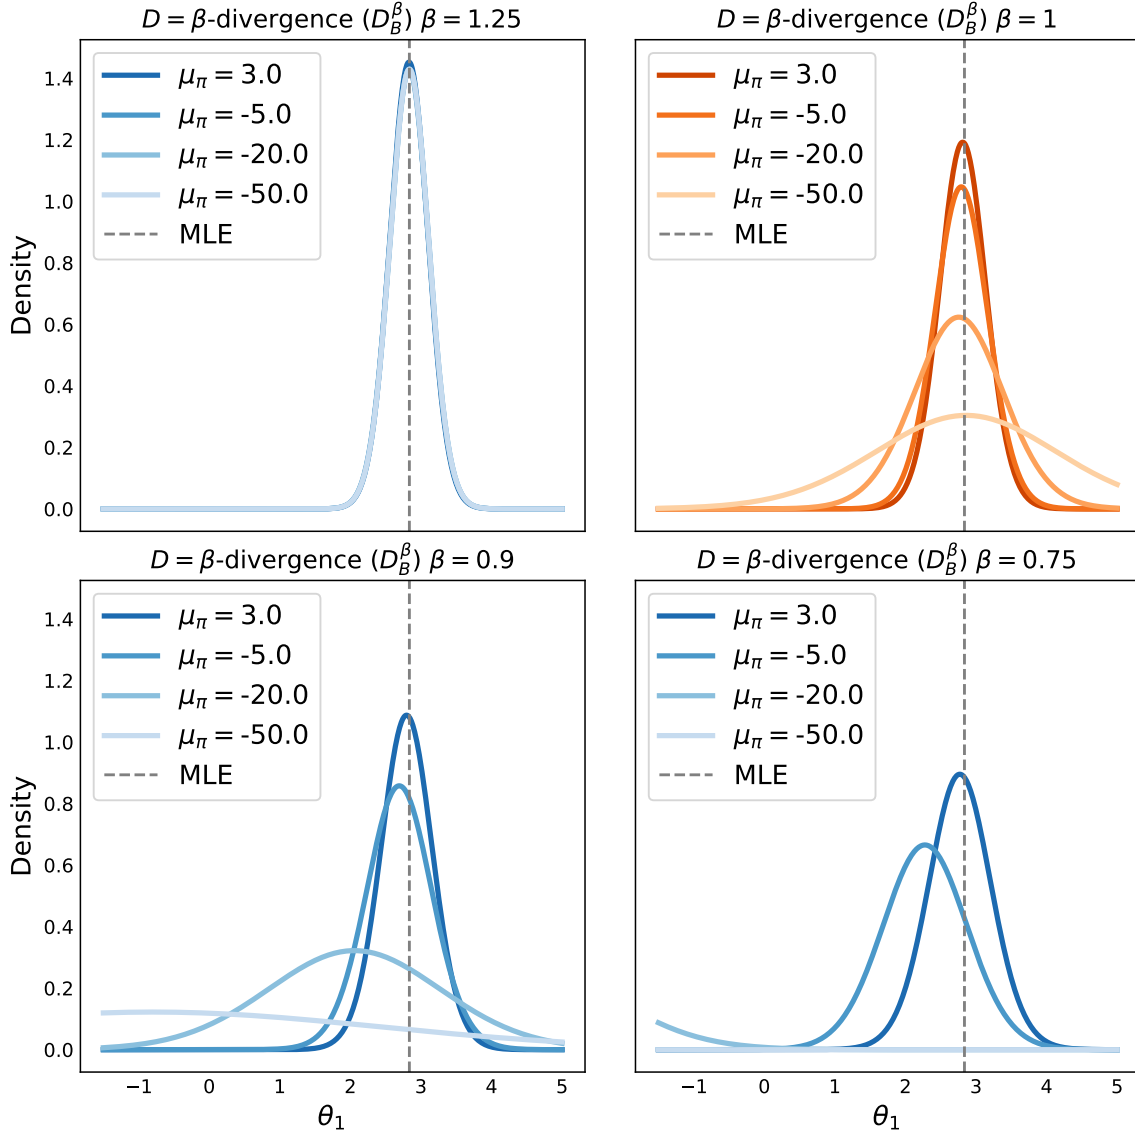 D = β-divergence (D_B^β) β = 1.25
μ_π = 3.0
μ_π = -5.0
μ_π = -20.0
μ_π = -50.0
MLE
Density
1.4
1.2
1.0
0.8
0.6
0.4
0.2
0.0
D = β-divergence (D_B^β) β = 1
μ_π = 3.0
μ_π = -5.0
μ_π = -20.0
μ_π = -50.0
MLE
D = β-divergence (D_B^β) β = 0.9
μ_π = 3.0
μ_π = -5.0
μ_π = -20.0
μ_π = -50.0
MLE
Density
1.4
1.2
1.0
0.8
0.6
0.4
0.2
0.0
−1 0 1 2 3 4 5
θ₁
D = β-divergence (D_B^β) β = 0.75
μ_π = 3.0
μ_π = -5.0
μ_π = -20.0
μ_π = -50.0
MLE
−1 0 1 2 3 4 5
θ₁